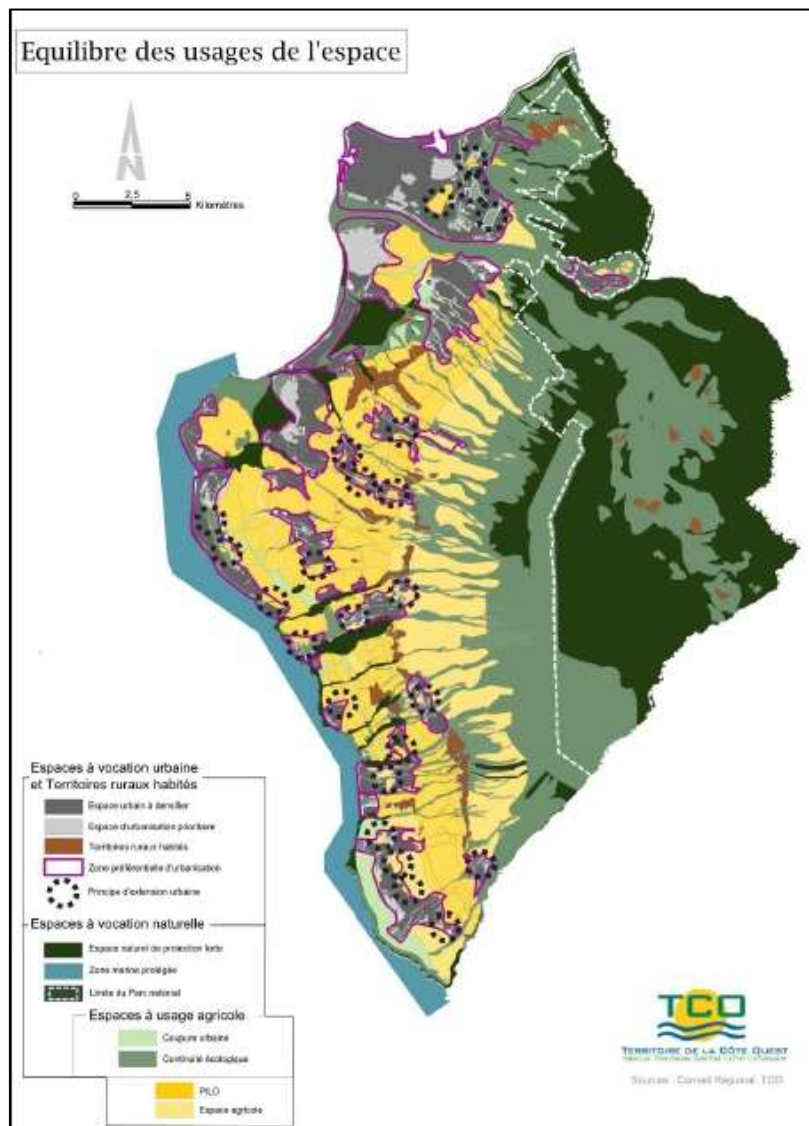 Equilibre des usages de l'espace
N
0 2,5 5
Kilomètres
Espaces à vocation urbaine
et Territoires ruraux habités
Espace urbain à densifier
Espace d'urbanisation prioritaire
Territoires ruraux habités
Zone préférentielle d'urbanisation
Principe d'extension urbaine
Espaces à vocation naturelle
Espace naturel de protection forte
Zone marine protégée
Limite du Parc national
Espaces à usage agricole
Coupure urbaine
Continuité écologique
PILO
Espace agricole
TCO
TERRITOIRE DE LA CÔTE OUEST
Sources : Conseil Régional, TCO